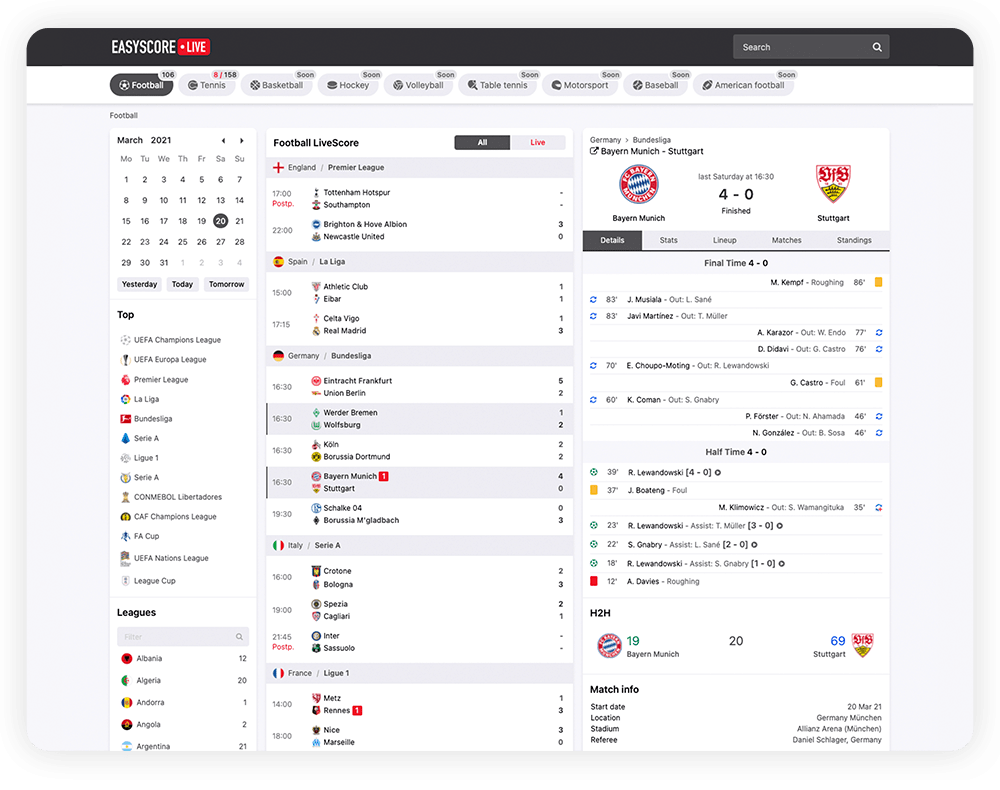 EASYSCORE • LIVE
Search
Football 106
Tennis 8 / 158
Basketball Soon
Hockey Soon
Volleyball Soon
Table tennis Soon
Motorsport Soon
Baseball Soon
American football Soon
Football
March 2021
Mo Tu We Th Fr Sa Su
1 2 3 4 5 6 7
8 9 10 11 12 13 14
15 16 17 18 19 20 21
22 23 24 25 26 27 28
29 30 31 1 2 3 4
Yesterday Today Tomorrow
Top
UEFA Champions League
UEFA Europa League
Premier League
La Liga
Bundesliga
Serie A
Ligue 1
Serie A
CONMEBOL Libertadores
CAF Champions League
FA Cup
UEFA Nations League
League Cup
Leagues
Filter
Albania 12
Algeria 20
Andorra 1
Angola 2
Argentina 21
Football LiveScore All Live
England / Premier League
17:00 Tottenham Hotspur -
Postp. Southampton -
22:00 Brighton & Hove Albion 3
Newcastle United 0
Spain / La Liga
15:00 Athletic Club 1
Eibar 1
17:15 Celta Vigo 1
Real Madrid 3
Germany / Bundesliga
16:30 Eintracht Frankfurt 5
Union Berlin 2
16:30 Werder Bremen 1
Wolfsburg 2
16:30 Köln 2
Borussia Dortmund 2
16:30 Bayern Munich 1 4
Stuttgart 0
19:30 Schalke 04 0
Borussia M'gladbach 3
Italy / Serie A
16:00 Crotone 2
Bologna 3
19:00 Spezia 2
Cagliari 1
21:45 Inter -
Postp. Sassuolo -
France / Ligue 1
14:00 Metz 1
Rennes 1 3
18:00 Nice 3
Marseille 0
Germany > Bundesliga
Bayern Munich - Stuttgart
last Saturday at 16:30
4 - 0
Finished
Bayern Munich Stuttgart
Details Stats Lineup Matches Standings
Final Time 4 - 0
M. Kempf - Roughing 86'
83' J. Musiala - Out: L. Sané
83' Javi Martínez - Out: T. Müller
A. Karazor - Out: W. Endo 77'
D. Didavi - Out: G. Castro 76'
70' E. Choupo-Moting - Out: R. Lewandowski
G. Castro - Foul 61'
60' K. Coman - Out: S. Gnabry
P. Förster - Out: N. Ahamada 46'
N. González - Out: B. Sosa 46'
Half Time 4 - 0
39' R. Lewandowski [4 - 0]
37' J. Boateng - Foul
M. Klimowicz - Out: S. Wamangituka 35'
23' R. Lewandowski - Assist: T. Müller [3 - 0]
22' S. Gnabry - Assist: L. Sané [2 - 0]
18' R. Lewandowski - Assist: S. Gnabry [1 - 0]
12' A. Davies - Roughing
H2H
19 20 69
Bayern Munich Stuttgart
Match info
Start date 20 Mar 21
Location Germany München
Stadium Allianz Arena (München)
Referee Daniel Schlager, Germany